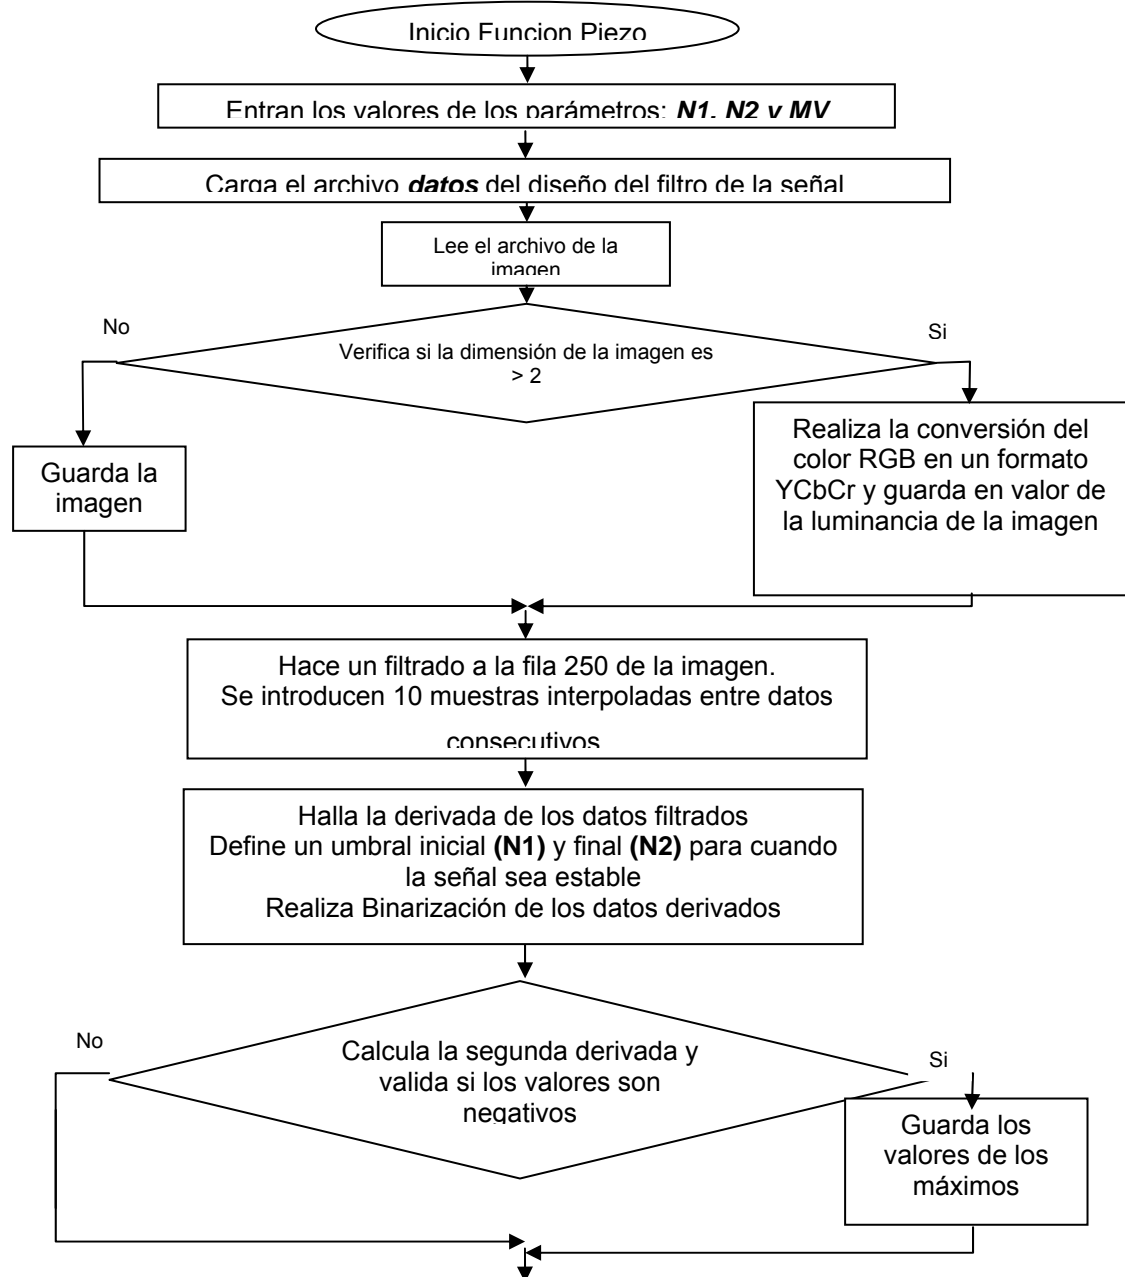 Inicio Funcion Piezo
Entran los valores de los parámetros: N1, N2 y MV
Carga el archivo datos del diseño del filtro de la señal
Lee el archivo de la
imagen
No
Si
Verifica si la dimensión de la imagen es
> 2
Guarda la
imagen
Realiza la conversión del
color RGB en un formato
YCbCr y guarda en valor de
la luminancia de la imagen
Hace un filtrado a la fila 250 de la imagen.
Se introducen 10 muestras interpoladas entre datos
consecutivos
Halla la derivada de los datos filtrados
Define un umbral inicial (N1) y final (N2) para cuando
la señal sea estable
Realiza Binarización de los datos derivados
No
Si
Calcula la segunda derivada y
valida si los valores son
negativos
Guarda los
valores de los
máximos